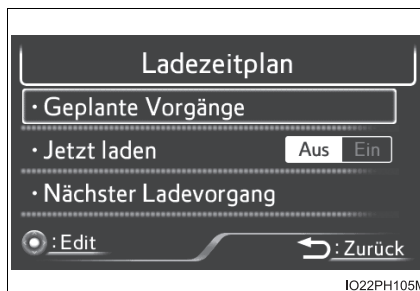 Ladezeitplan
· Geplante Vorgänge
· Jetzt laden Aus Ein
· Nächster Ladevorgang
: Edit : Zurück
IO22PH105M